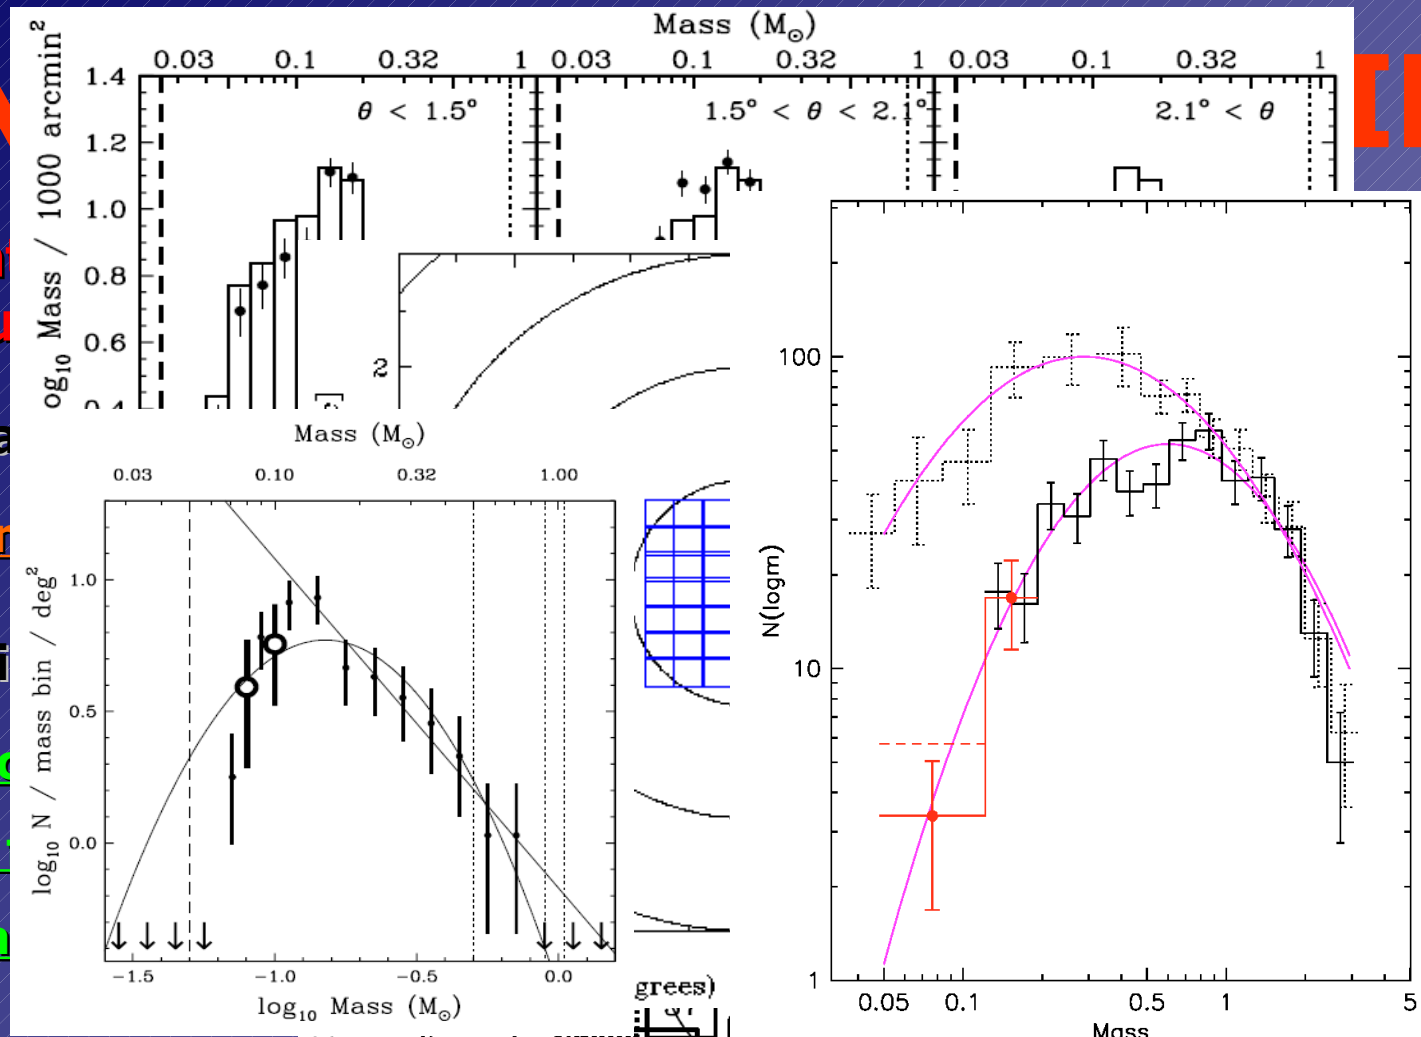 Mass (M⊙)
0.03 0.1 0.32 1 0.03 0.1 0.32 1 0.03 0.1 0.32 1
θ < 1.5° 1.5° < θ < 2.1° 2.1° < θ
1.4
1.2
1.0
0.8
0.6
0.4
og₁₀ Mass / 1000 arcmin²
2
Mass (M⊙)
0.03 0.10 0.32 1.00
1.0
0.5
0.0
log₁₀ N / mass bin / deg²
−1.5 −1.0 −0.5 0.0
log₁₀ Mass (M⊙)
grees)
100
10
1
N(logm)
0.05 0.1 0.5 1 5
Mass